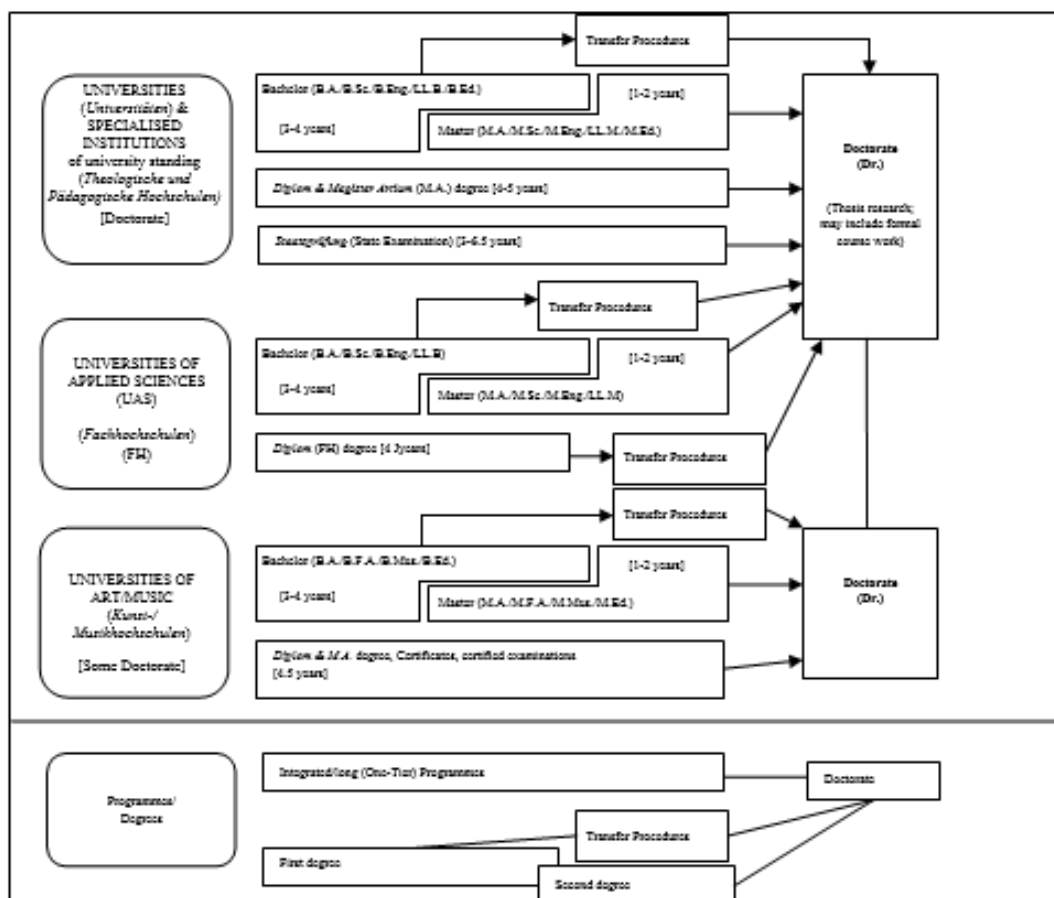 Transfer Procedures
UNIVERSITIES
(Universitäten) &
SPECIALISED
INSTITUTIONS
of university standing
(Theologische und
Pädagogische Hochschulen)
[Doctorate]
Bachelor (B.A./B.Sc./B.Eng./LL.B./B.Ed.)
[3-4 years]
[1-2 years]
Master (M.A./M.Sc./M.Eng./LL.M./M.Ed.)
Diplom & Magister Artium (M.A.) degree [4-5 years]
Staatsprüfung (State Examination) [3-6.5 years]
Doctorate
(Dr.)
(Thesis research;
may include formal
course work)
Transfer Procedures
UNIVERSITIES OF
APPLIED SCIENCES
(UAS)
(Fachhochschulen)
(FH)
Bachelor (B.A./B.Sc./B.Eng./LL.B)
[3-4 years]
[1-2 years]
Master (M.A./M.Sc./M.Eng./LL.M)
Diplom (FH) degree [4 years]
Transfer Procedures
Transfer Procedures
UNIVERSITIES OF
ART/MUSIC
(Kunst-/
Musikhochschulen)
[Some Doctorate]
Bachelor (B.A./B.F.A./B.Mus./B.Ed.)
[3-4 years]
[1-2 years]
Master (M.A./M.F.A./M.Mus./M.Ed.)
Diplom & M.A. degree, Certificates, certified examinations
[4.5 years]
Doctorate
(Dr.)
Programmes/
Degrees
Integrated/long (One-Tier) Programmes
Doctorate
Transfer Procedures
First degree
Second degree